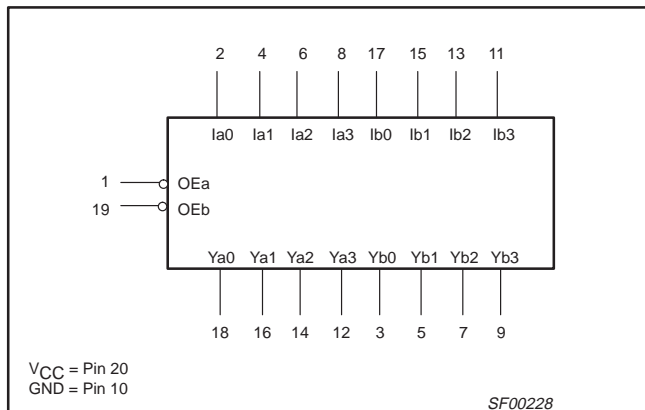 2 4 6 8 17 15 13 11
Ia0 Ia1 Ia2 Ia3 Ib0 Ib1 Ib2 Ib3
1 OEa
19 OEb
Ya0 Ya1 Ya2 Ya3 Yb0 Yb1 Yb2 Yb3
18 16 14 12 3 5 7 9
VCC = Pin 20
GND = Pin 10
SF00228